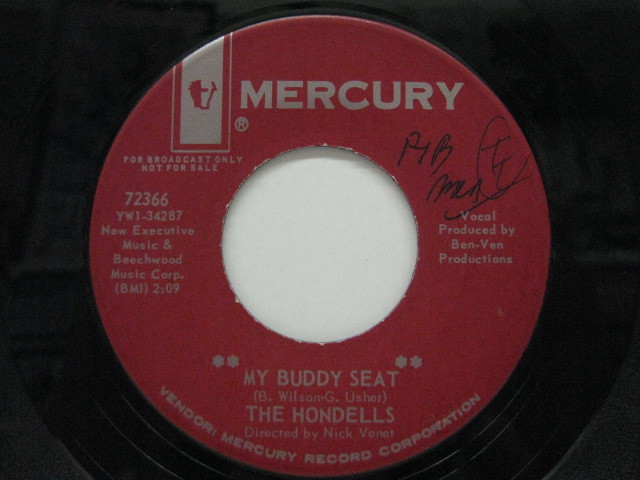 MERCURY
®
FOR BROADCAST ONLY
NOT FOR SALE
72366
YW1-34287
New Executive
Music &
Beechwood
Music Corp.
(BMI) 2:09
Vocal
Produced by
Ben-Ven
Productions
** MY BUDDY SEAT **
(B. Wilson-G. Usher)
THE HONDELLS
Directed by Nick Venet
VENDOR: MERCURY RECORD CORPORATION